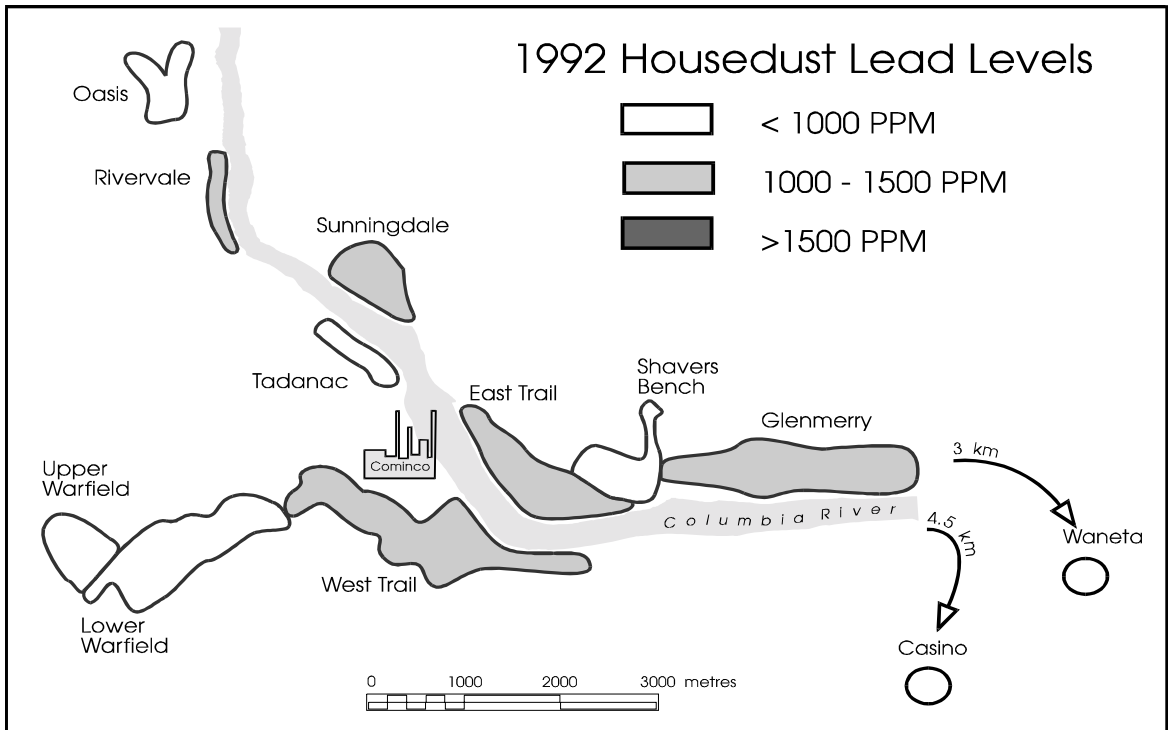 1992 Housedust Lead Levels
< 1000 PPM
1000 - 1500 PPM
>1500 PPM
Oasis
Rivervale
Sunningdale
Tadanac
East Trail
Shavers
Bench
Glenmerry
3 km
Cominco
Upper
Warfield
Columbia River
4.5 km
Waneta
West Trail
Lower
Warfield
Casino
0 1000 2000 3000 metres